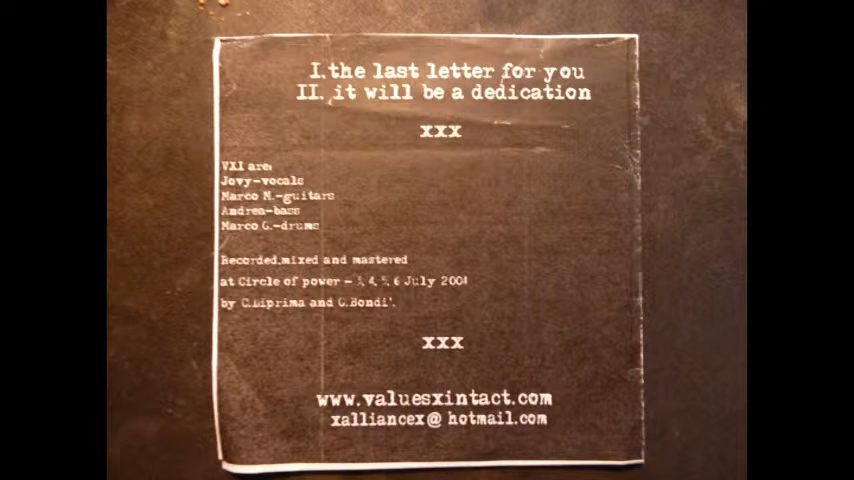 I. the last letter for you
II. it will be a dedication
xxx
VXI are:
Jovy-vocals
Marco M.-guitars
Andrea-bass
Marco G.-drums
Recorded,mixed and mastered
at Circle of power - 3, 4, 5, 6 July 2001
by C.Diprima and G.Bondi'.
xxx
www.valuesxintact.com
xalliancex@ hotmail.com